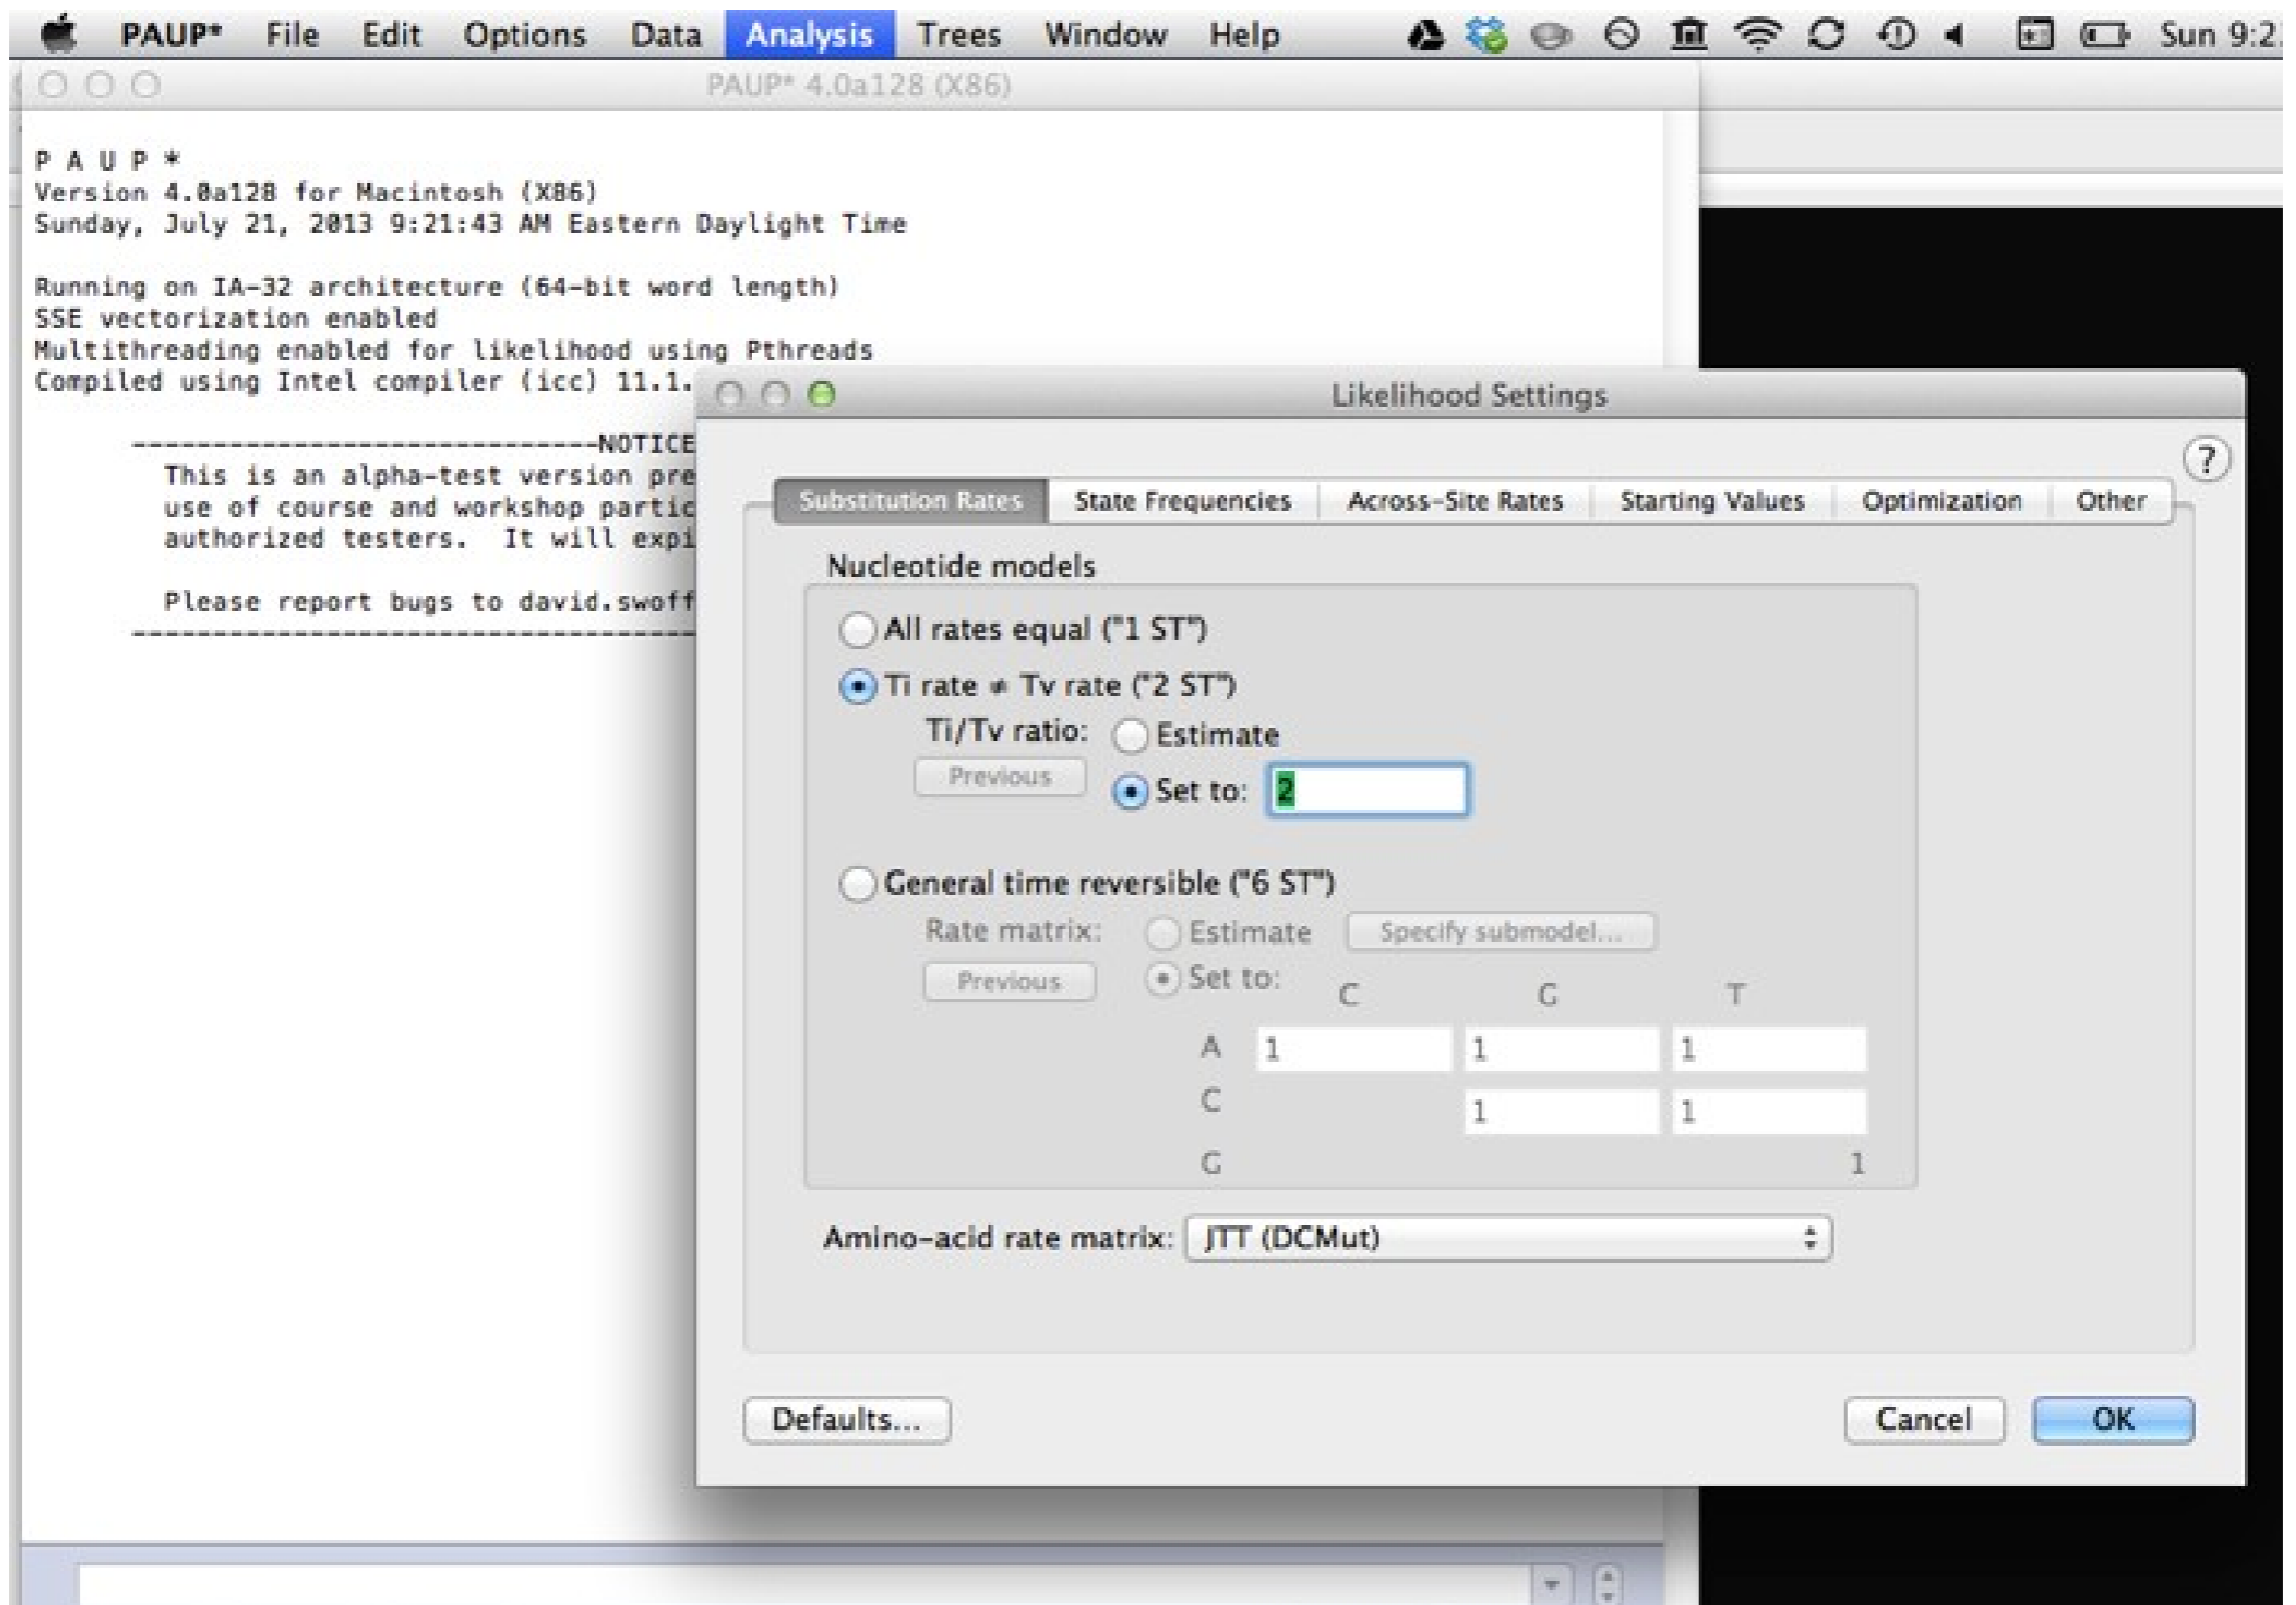 PAUP* File Edit Options Data Analysis Trees Window Help Sun 9:2
PAUP* 4.0a128 (X86)
P A U P *
Version 4.0a128 for Macintosh (X86)
Sunday, July 21, 2013 9:21:43 AM Eastern Daylight Time
Running on IA-32 architecture (64-bit word length)
SSE vectorization enabled
Multithreading enabled for likelihood using Pthreads
Compiled using Intel compiler (icc) 11.1.
------------------------------NOTICE
This is an alpha-test version pre
use of course and workshop partic
authorized testers. It will expi
Please report bugs to david.swoff
Likelihood Settings
?
Substitution Rates State Frequencies Across-Site Rates Starting Values Optimization Other
Nucleotide models
All rates equal ("1 ST")
Ti rate ≠ Tv rate ("2 ST")
Ti/Tv ratio: Estimate
Previous Set to: 2
General time reversible ("6 ST")
Rate matrix: Estimate Specify submodel...
Previous Set to:
C G T
A 1 1 1
C 1 1
G 1
Amino-acid rate matrix: JTT (DCMut)
Defaults... Cancel OK